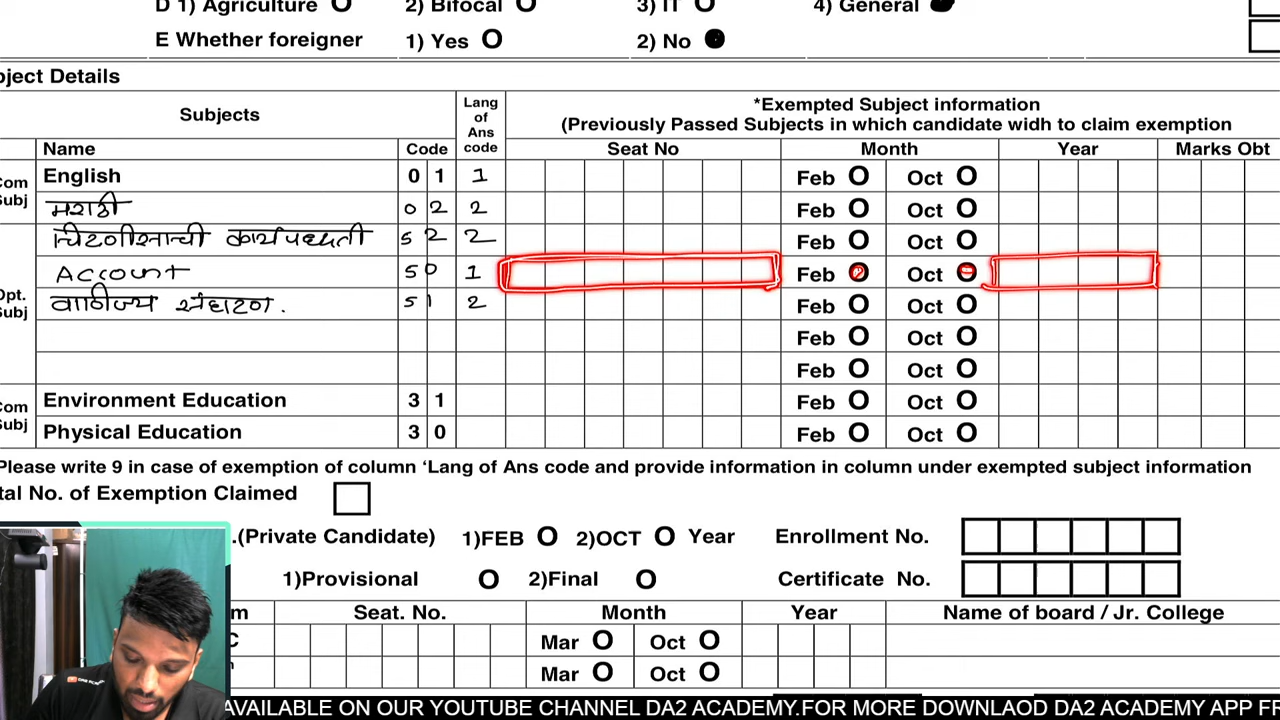 D 1) Agriculture O 2) Bifocal O 3) IT O 4) General
E Whether foreigner 1) Yes O 2) No
bject Details
Subjects Lang of Ans code *Exempted Subject information
(Previously Passed Subjects in which candidate widh to claim exemption
Name Code Seat No Month Year Marks Obt
Com Subj English 0 1 1 Feb O Oct O
मराठी 0 2 2 Feb O Oct O
चिटणीसाची कार्यपध्दती 5 2 2 Feb O Oct O
Account 5 0 1 Feb O Oct O
Opt. Subj वाणिज्य संघटन. 5 1 2 Feb O Oct O
Feb O Oct O
Feb O Oct O
Com Subj Environment Education 3 1 Feb O Oct O
Physical Education 3 0 Feb O Oct O
Please write 9 in case of exemption of column ‘Lang of Ans code and provide information in column under exempted subject information
tal No. of Exemption Claimed
.(Private Candidate) 1)FEB O 2)OCT O Year Enrollment No.
1)Provisional O 2)Final O Certificate No.
m Seat. No. Month Year Name of board / Jr. College
C Mar O Oct O
Mar O Oct O
AVAILABLE ON OUR YOUTUBE CHANNEL DA2 ACADEMY.FOR MORE DOWNLAOD DA2 ACADEMY APP FR